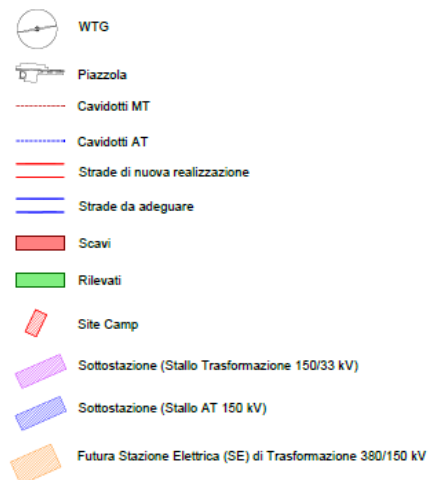 WTG
Piazzola
Cavidotti MT
Cavidotti AT
Strade di nuova realizzazione
Strade da adeguare
Scavi
Rilevati
Site Camp
Sottostazione (Stallo Trasformazione 150/33 kV)
Sottostazione (Stallo AT 150 kV)
Futura Stazione Elettrica (SE) di Trasformazione 380/150 kV